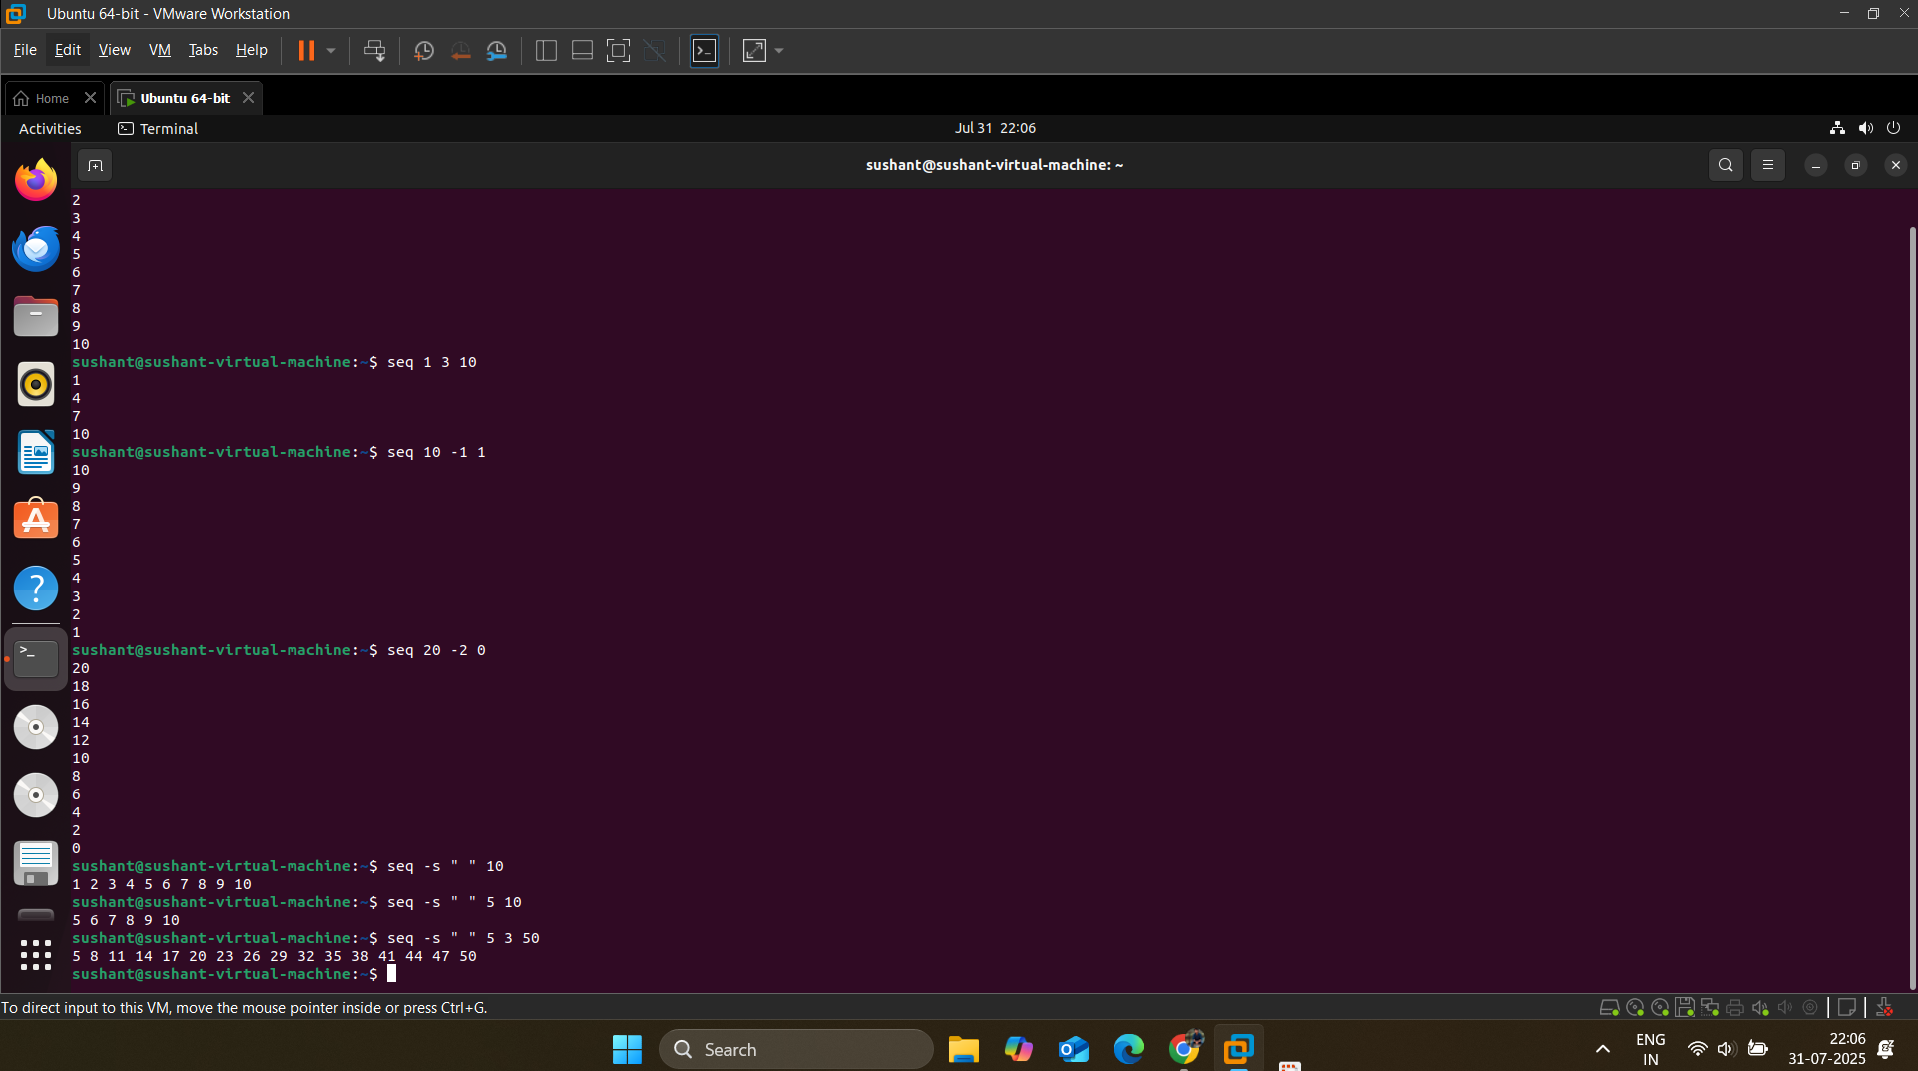 Ubuntu 64-bit - VMware Workstation
File Edit View VM Tabs Help
Home Ubuntu 64-bit
Activities Terminal Jul 31 22:06
sushant@sushant-virtual-machine: ~
2
3
4
5
6
7
8
9
10
sushant@sushant-virtual-machine:~$ seq 1 3 10
1
4
7
10
sushant@sushant-virtual-machine:~$ seq 10 -1 1
10
9
8
7
6
5
4
3
2
1
sushant@sushant-virtual-machine:~$ seq 20 -2 0
20
18
16
14
12
10
8
6
4
2
0
sushant@sushant-virtual-machine:~$ seq -s " " 10
1 2 3 4 5 6 7 8 9 10
sushant@sushant-virtual-machine:~$ seq -s " " 5 10
5 6 7 8 9 10
sushant@sushant-virtual-machine:~$ seq -s " " 5 3 50
5 8 11 14 17 20 23 26 29 32 35 38 41 44 47 50
sushant@sushant-virtual-machine:~$
To direct input to this VM, move the mouse pointer inside or press Ctrl+G.
Search
ENG
IN
22:06
31-07-2025